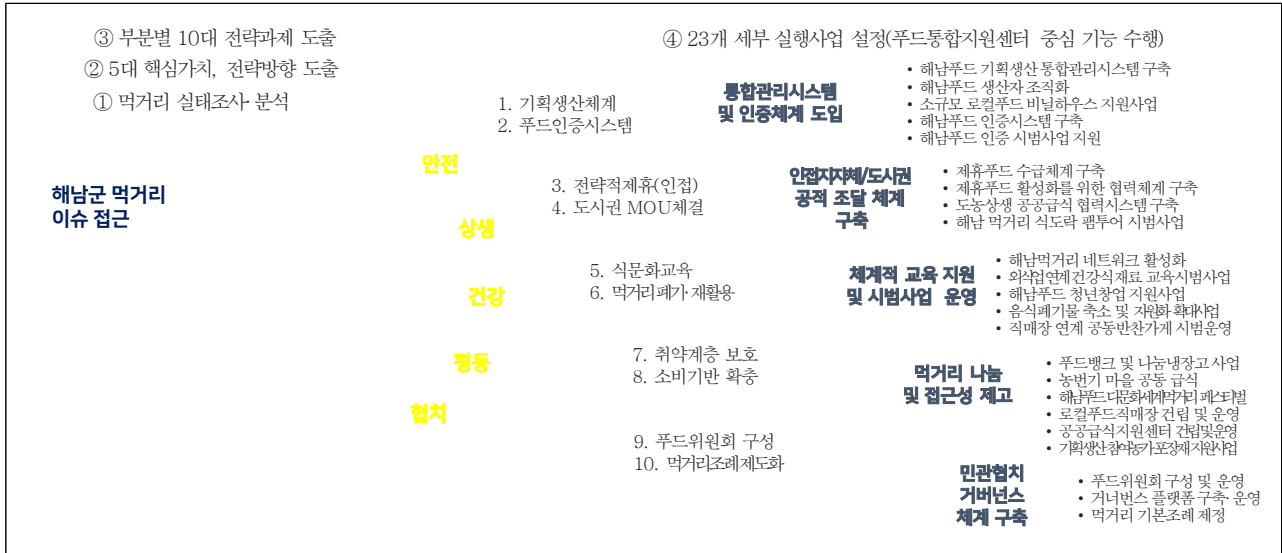 ③ 부분별 10대 전략과제 도출
② 5대 핵심가치, 전략방향 도출
① 먹거리 실태조사·분석
④ 23개 세부 실행사업 설정(푸드통합지원센터 중심 기능 수행)
해남군 먹거리
이슈 접근
안전
상생
건강
평등
협치
1. 기획생산체계
2. 푸드인증시스템
3. 전략적제휴(인접)
4. 도시권 MOU체결
5. 식문화교육
6. 먹거리폐기·재활용
7. 취약계층 보호
8. 소비기반 확충
9. 푸드위원회 구성
10. 먹거리조례제도화
통합관리시스템
및 인증체계 도입
• 해남푸드 기획생산 통합관리시스템 구축
• 해남푸드 생산자 조직화
• 소규모 로컬푸드 비닐하우스 지원사업
• 해남푸드 인증시스템 구축
• 해남푸드 인증 시범사업 지원
인접지자체/도시권
공적 조달 체계
구축
• 제휴푸드 수급체계 구축
• 제휴푸드 활성화를 위한 협력체계 구축
• 도농상생 공공급식 협력시스템 구축
• 해남 먹거리 식도락 팸투어 시범사업
체계적 교육 지원
및 시범사업 운영
• 해남먹거리 네트워크 활성화
• 외식업연계 건강식재료 교육시범사업
• 해남푸드 청년창업 지원사업
• 음식폐기물 축소 및 자원화 확대사업
• 직매장 연계 공동반찬가게 시범운영
먹거리 나눔
및 접근성 제고
• 푸드뱅크 및 나눔냉장고 사업
• 농번기 마을 공동 급식
• 해남푸드 다문화세계먹거리 페스티벌
• 로컬푸드직매장 건립 및 운영
• 공공급식지원센터 건립및운영
• 기획생산 참여농가 포장재지원사업
민관협치
거버넌스
체계 구축
• 푸드위원회 구성 및 운영
• 거너번스 플랫폼 구축·운영
• 먹거리 기본조례 제정